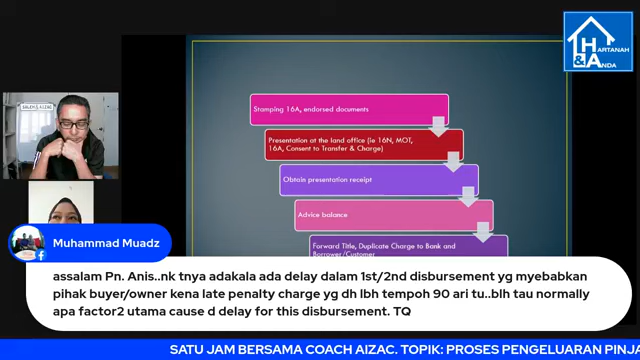 HARTANAH
& ANDA
SALEM | AIZAC
Stamping 16A, endorsed documents
Presentation at the land office (ie 16N, MOT,
16A, Consent to Transfer & Charge)
Obtain presentation receipt
Advice balance
Forward Title, Duplicate Charge to Bank and
Borrower/Customer
Muhammad Muadz
assalam Pn. Anis..nk tnya adakala ada delay dalam 1st/2nd disbursement yg myebabkan
pihak buyer/owner kena late penalty charge yg dh lbh tempoh 90 ari tu..blh tau normally
apa factor2 utama cause d delay for this disbursement. TQ
SATU JAM BERSAMA COACH AIZAC. TOPIK: PROSES PENGELUARAN PINJA